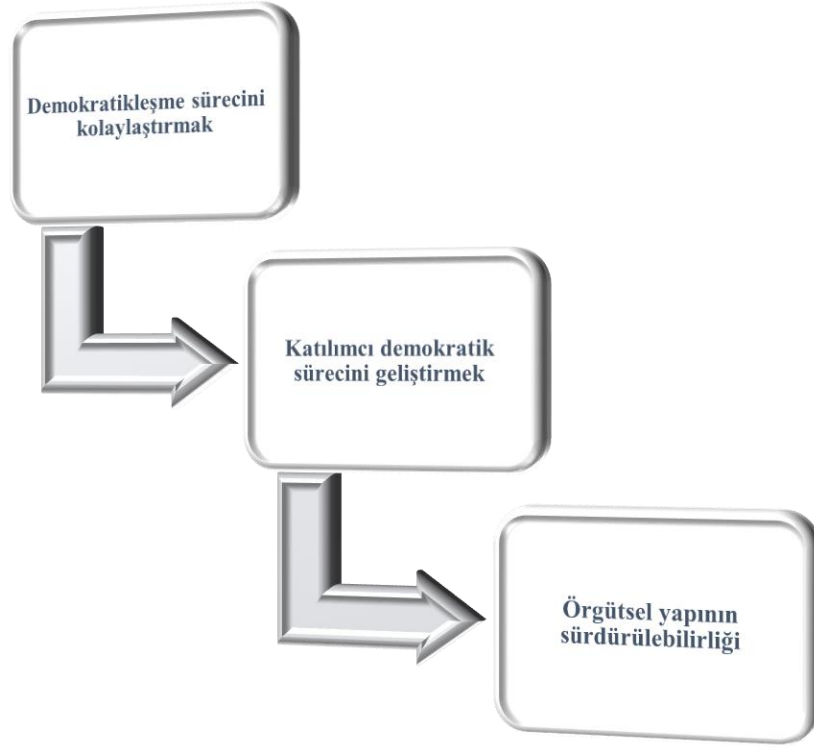 Demokratikleşme sürecini
kolaylaştırmak
Katılımcı demokratik
sürecini geliştirmek
Örgütsel yapının
sürdürülebilirliği